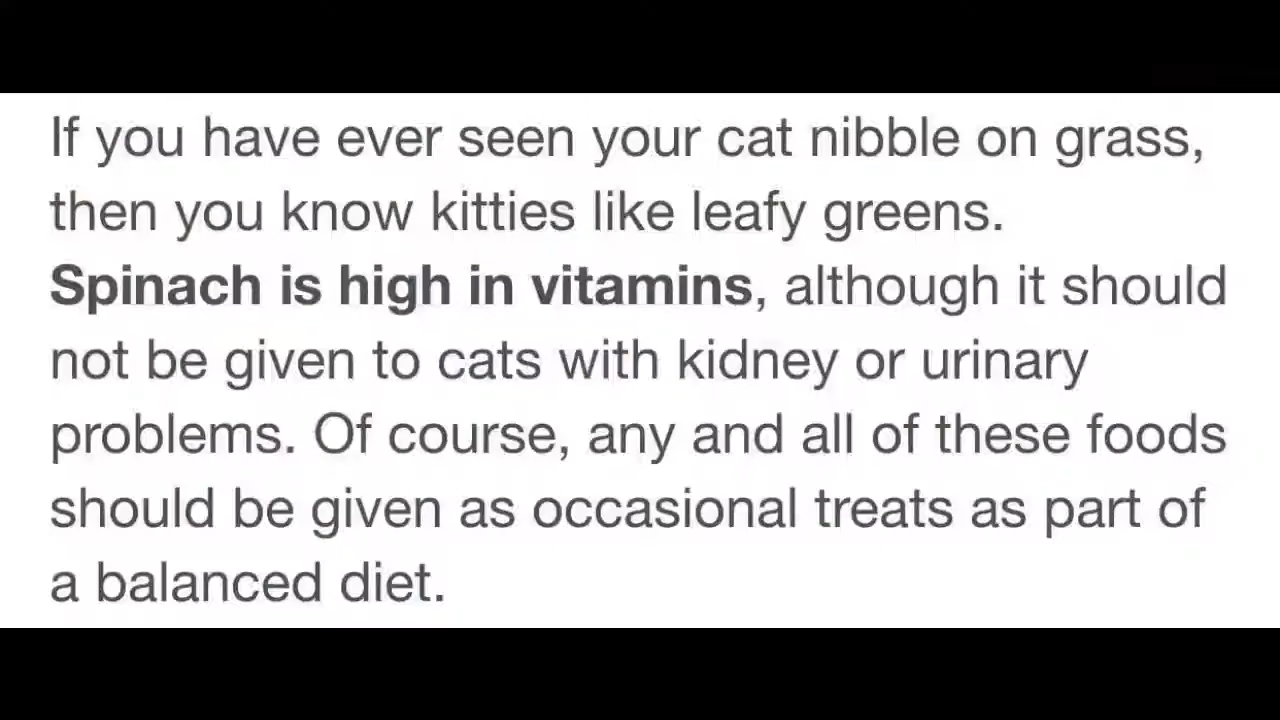 If you have ever seen your cat nibble on grass,
then you know kitties like leafy greens.
Spinach is high in vitamins, although it should
not be given to cats with kidney or urinary
problems. Of course, any and all of these foods
should be given as occasional treats as part of
a balanced diet.